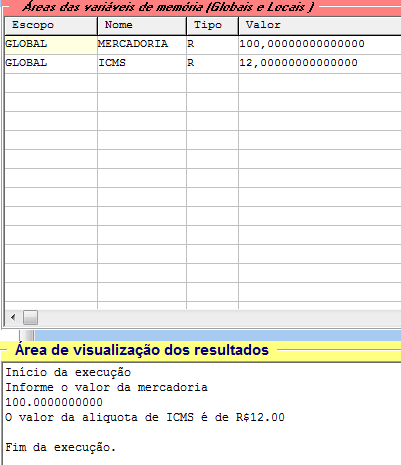 Áreas das variáveis de memória (Globais e Locais )
Escopo Nome Tipo Valor
GLOBAL MERCADORIA R 100,00000000000000
GLOBAL ICMS R 12,00000000000000
Área de visualização dos resultados
Início da execução
Informe o valor da mercadoria
100.0000000000
O valor da aliquota de ICMS é de R$12.00
Fim da execução.